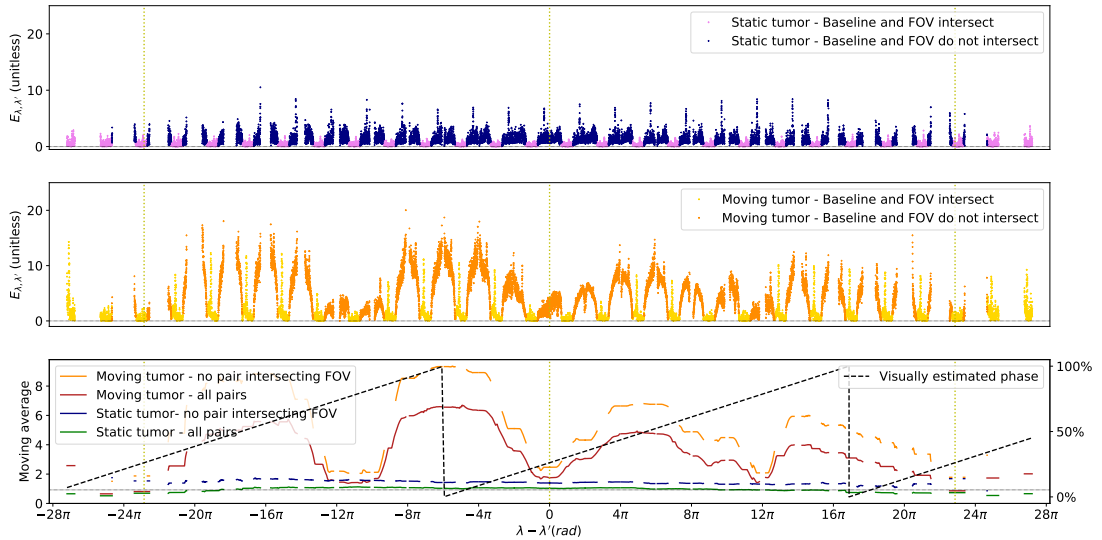 20
10
0
E_{λ,λ'} (unitless)
Static tumor - Baseline and FOV intersect
Static tumor - Baseline and FOV do not intersect
20
10
0
E_{λ,λ'} (unitless)
Moving tumor - Baseline and FOV intersect
Moving tumor - Baseline and FOV do not intersect
8
6
4
2
0
Moving average
Moving tumor - no pair intersecting FOV
Moving tumor - all pairs
Static tumor- no pair intersecting FOV
Static tumor - all pairs
Visually estimated phase
100%
50%
0%
−28π −24π −20π −16π −12π −8π −4π 0 4π 8π 12π 16π 20π 24π 28π
λ − λ'(rad)